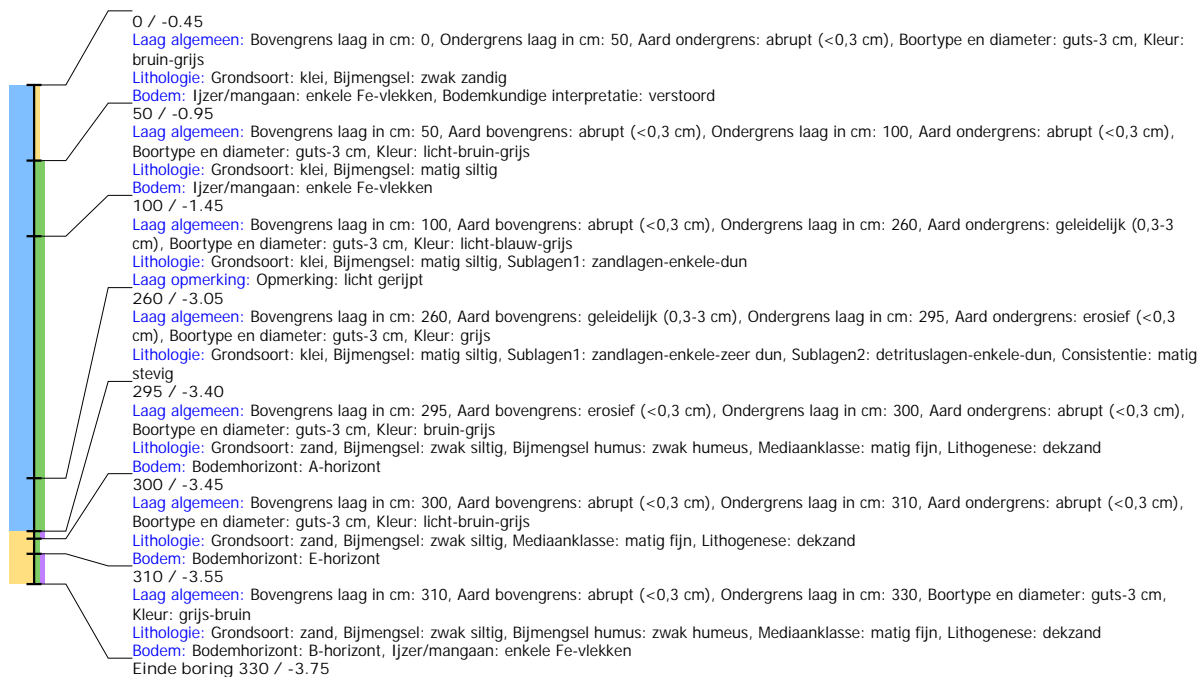 0 / -0.45
Laag algemeen: Bovengrens laag in cm: 0, Ondergrens laag in cm: 50, Aard ondergrens: abrupt (<0,3 cm), Boortype en diameter: guts-3 cm, Kleur:
bruin-grijs
Lithologie: Grondsoort: klei, Bijmengsel: zwak zandig
Bodem: Ijzer/mangaan: enkele Fe-vlekken, Bodemkundige interpretatie: verstoord
50 / -0.95
Laag algemeen: Bovengrens laag in cm: 50, Aard bovengrens: abrupt (<0,3 cm), Ondergrens laag in cm: 100, Aard ondergrens: abrupt (<0,3 cm),
Boortype en diameter: guts-3 cm, Kleur: licht-bruin-grijs
Lithologie: Grondsoort: klei, Bijmengsel: matig siltig
Bodem: Ijzer/mangaan: enkele Fe-vlekken
100 / -1.45
Laag algemeen: Bovengrens laag in cm: 100, Aard bovengrens: abrupt (<0,3 cm), Ondergrens laag in cm: 260, Aard ondergrens: geleidelijk (0,3-3
cm), Boortype en diameter: guts-3 cm, Kleur: licht-blauw-grijs
Lithologie: Grondsoort: klei, Bijmengsel: matig siltig, Sublagen1: zandlagen-enkele-dun
Laag opmerking: Opmerking: licht gerijpt
260 / -3.05
Laag algemeen: Bovengrens laag in cm: 260, Aard bovengrens: geleidelijk (0,3-3 cm), Ondergrens laag in cm: 295, Aard ondergrens: erosief (<0,3
cm), Boortype en diameter: guts-3 cm, Kleur: grijs
Lithologie: Grondsoort: klei, Bijmengsel: matig siltig, Sublagen1: zandlagen-enkele-zeer dun, Sublagen2: detrituslagen-enkele-dun, Consistentie: matig
stevig
295 / -3.40
Laag algemeen: Bovengrens laag in cm: 295, Aard bovengrens: erosief (<0,3 cm), Ondergrens laag in cm: 300, Aard ondergrens: abrupt (<0,3 cm),
Boortype en diameter: guts-3 cm, Kleur: bruin-grijs
Lithologie: Grondsoort: zand, Bijmengsel: zwak siltig, Bijmengsel humus: zwak humeus, Mediaanklasse: matig fijn, Lithogenese: dekzand
Bodem: Bodemhorizont: A-horizont
300 / -3.45
Laag algemeen: Bovengrens laag in cm: 300, Aard bovengrens: abrupt (<0,3 cm), Ondergrens laag in cm: 310, Aard ondergrens: abrupt (<0,3 cm),
Boortype en diameter: guts-3 cm, Kleur: licht-bruin-grijs
Lithologie: Grondsoort: zand, Bijmengsel: zwak siltig, Mediaanklasse: matig fijn, Lithogenese: dekzand
Bodem: Bodemhorizont: E-horizont
310 / -3.55
Laag algemeen: Bovengrens laag in cm: 310, Aard bovengrens: abrupt (<0,3 cm), Ondergrens laag in cm: 330, Boortype en diameter: guts-3 cm,
Kleur: grijs-bruin
Lithologie: Grondsoort: zand, Bijmengsel: zwak siltig, Bijmengsel humus: zwak humeus, Mediaanklasse: matig fijn, Lithogenese: dekzand
Bodem: Bodemhorizont: B-horizont, Ijzer/mangaan: enkele Fe-vlekken
Einde boring 330 / -3.75